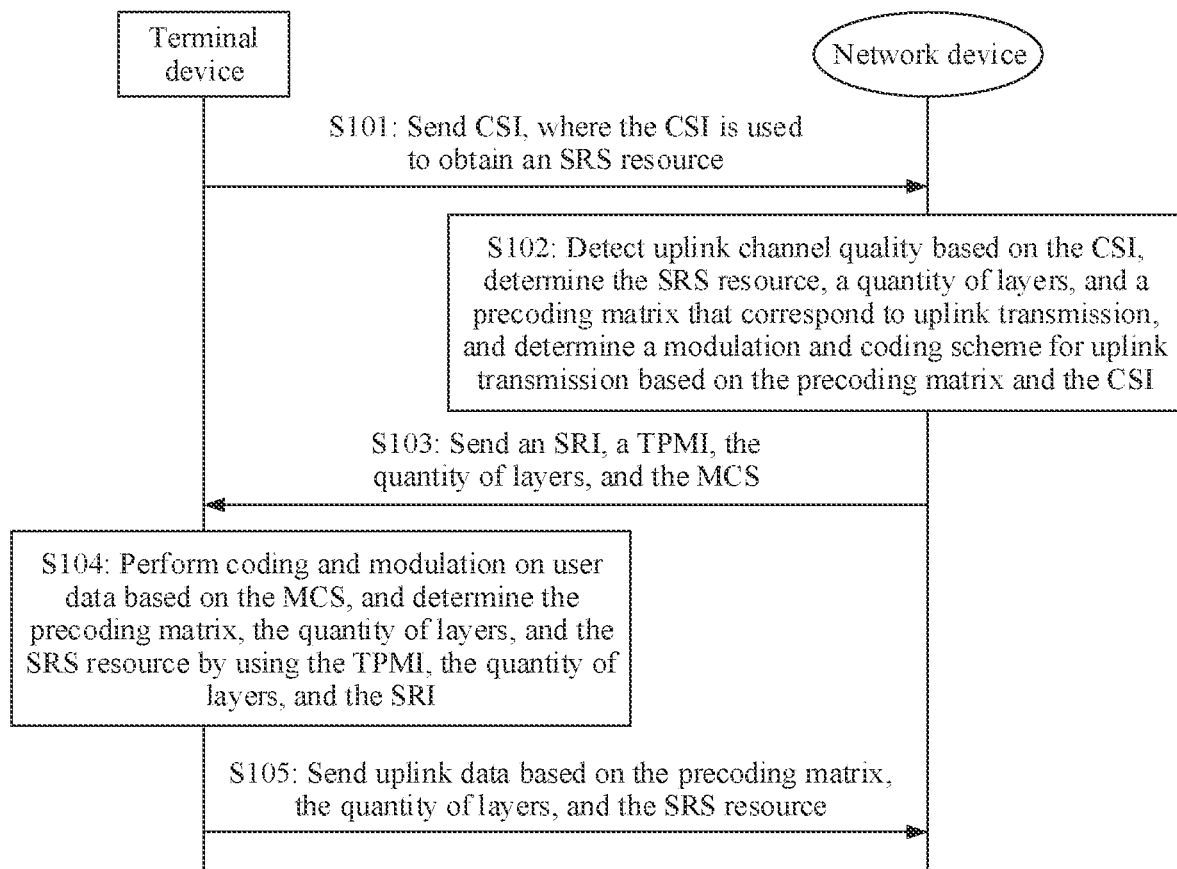 Terminal
device
Network device
S101: Send CSI, where the CSI is used
to obtain an SRS resource
S102: Detect uplink channel quality based on the CSI,
determine the SRS resource, a quantity of layers, and a
precoding matrix that correspond to uplink transmission,
and determine a modulation and coding scheme for uplink
transmission based on the precoding matrix and the CSI
S103: Send an SRI, a TPMI, the
quantity of layers, and the MCS
S104: Perform coding and modulation on user
data based on the MCS, and determine the
precoding matrix, the quantity of layers, and the
SRS resource by using the TPMI, the quantity of
layers, and the SRI
S105: Send uplink data based on the precoding matrix,
the quantity of layers, and the SRS resource